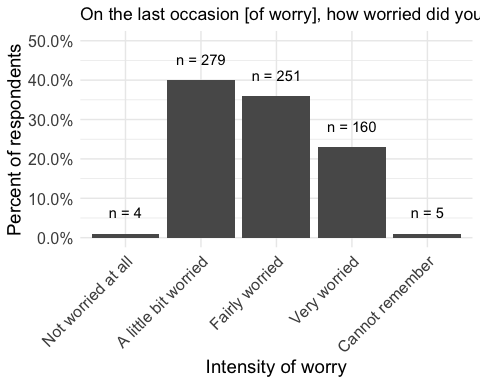 On the last occasion [of worry], how worried did you
50.0%
40.0%
30.0%
20.0%
10.0%
0.0%
Percent of respondents
n = 4
n = 279
n = 251
n = 160
n = 5
Not worried at all
A little bit worried
Fairly worried
Very worried
Cannot remember
Intensity of worry